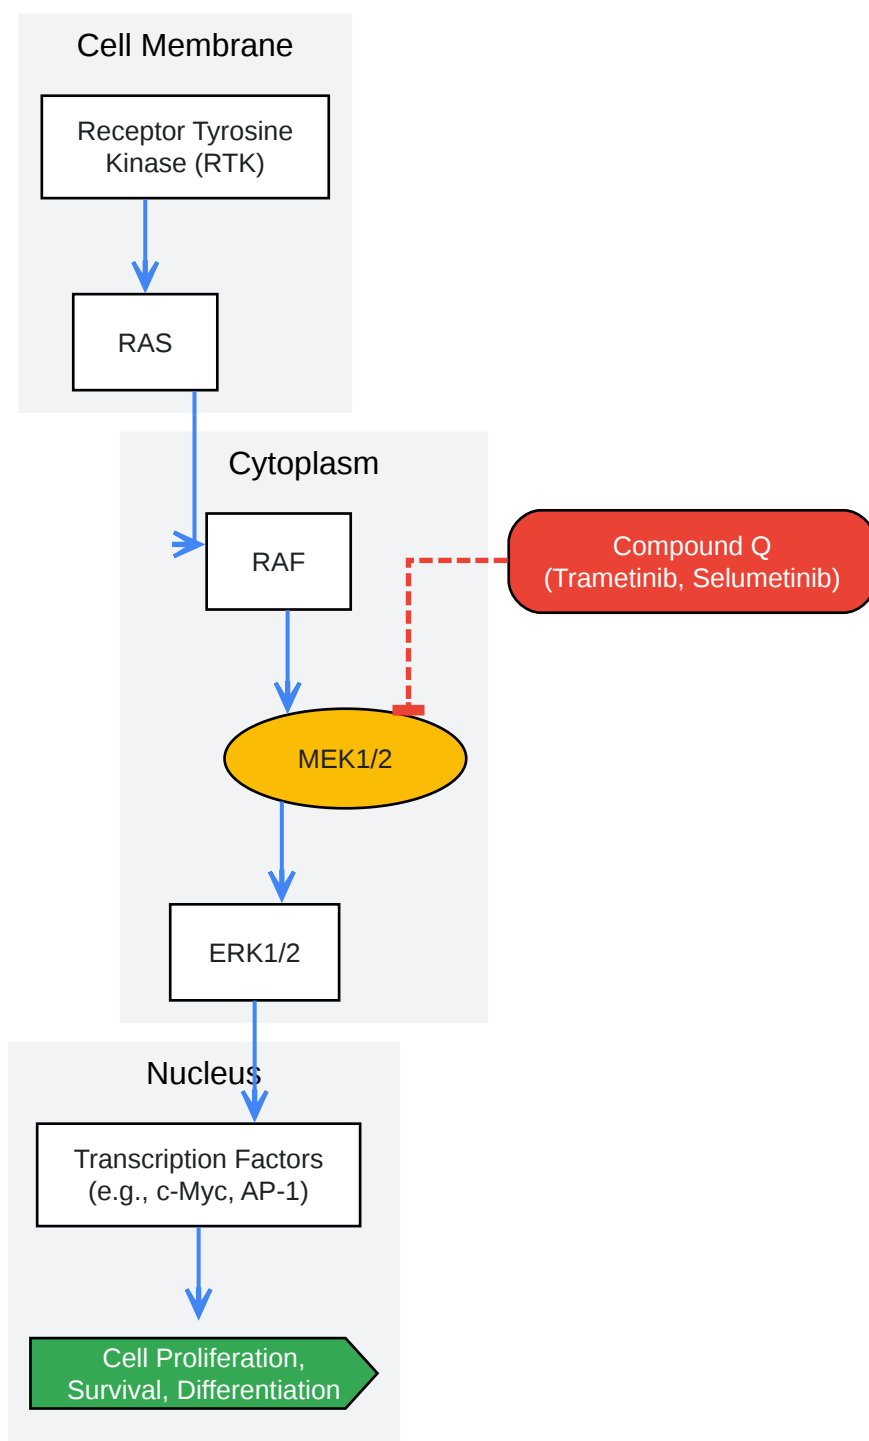 Cell Membrane
Receptor Tyrosine
Kinase (RTK)
RAS
Cytoplasm
RAF
Compound Q
(Trametinib, Selumetinib)
MEK1/2
ERK1/2
Nucleus
Transcription Factors
(e.g., c-Myc, AP-1)
Cell Proliferation,
Survival, Differentiation